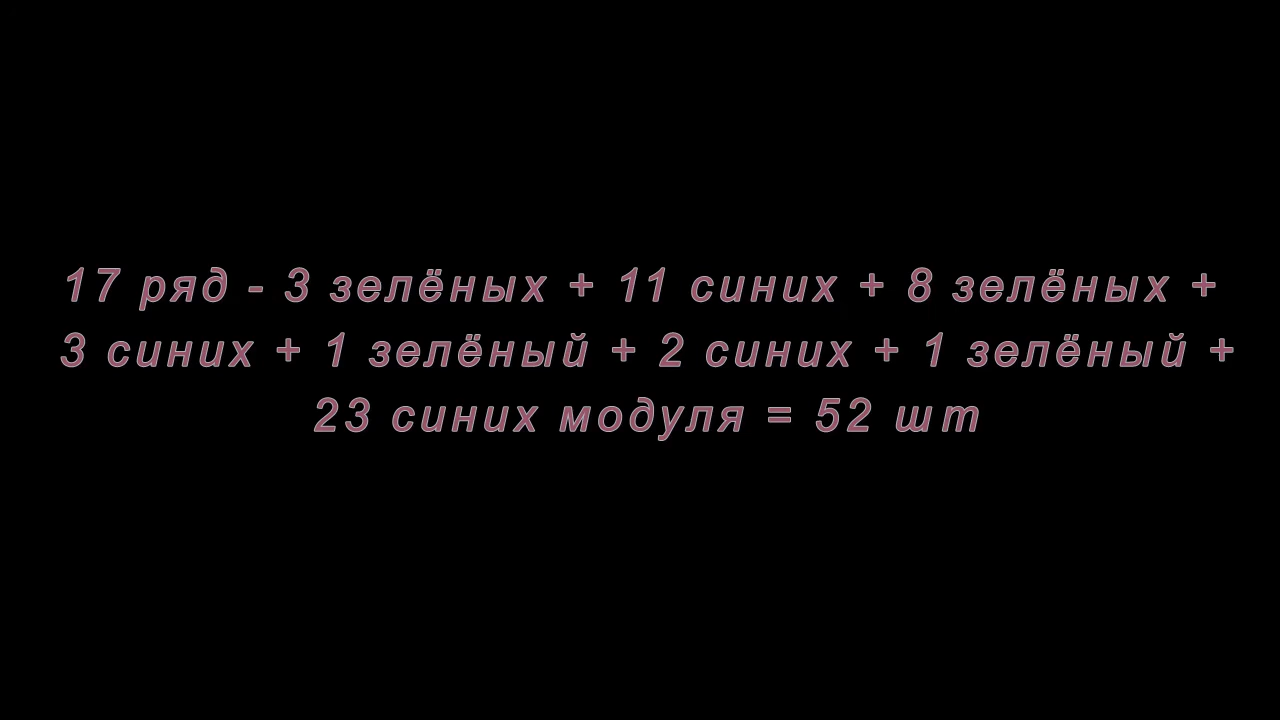 17 ряд - 3 зелёных + 11 синих + 8 зелёных +
3 синих + 1 зелёный + 2 синих + 1 зелёный +
23 синих модуля = 52 шт